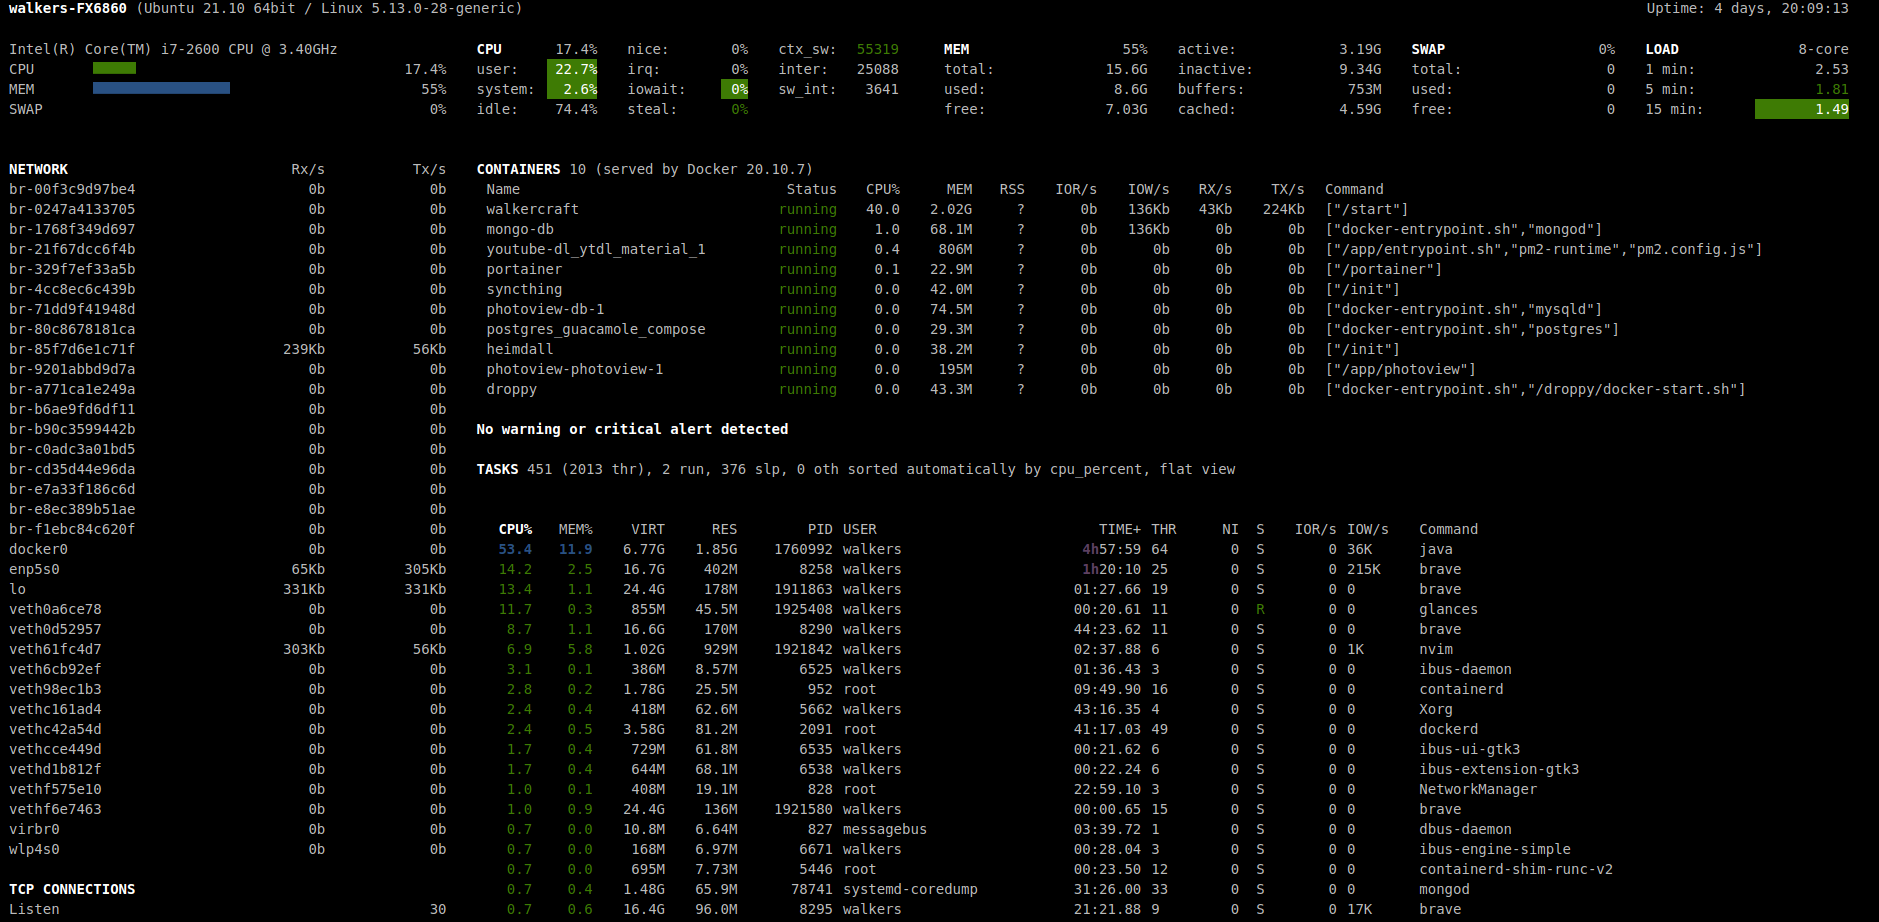 walkers-FX6860 (Ubuntu 21.10 64bit / Linux 5.13.0-28-generic) Uptime: 4 days, 20:09:13
Intel(R) Core(TM) i7-2600 CPU @ 3.40GHz CPU 17.4% nice: 0% ctx_sw: 55319 MEM 55% active: 3.19G SWAP 0% LOAD 8-core
CPU 17.4% user: 22.7% irq: 0% inter: 25088 total: 15.6G inactive: 9.34G total: 0 1 min: 2.53
MEM 55% system: 2.6% iowait: 0% sw_int: 3641 used: 8.6G buffers: 753M used: 0 5 min: 1.81
SWAP 0% idle: 74.4% steal: 0% free: 7.03G cached: 4.59G free: 0 15 min: 1.49
NETWORK Rx/s Tx/s CONTAINERS 10 (served by Docker 20.10.7)
br-00f3c9d97be4 0b 0b Name Status CPU% MEM RSS IOR/s IOW/s RX/s TX/s Command
br-0247a4133705 0b 0b walkercraft running 40.0 2.02G ? 0b 136Kb 43Kb 224Kb ["/start"]
br-1768f349d697 0b 0b mongo-db running 1.0 68.1M ? 0b 136Kb 0b 0b ["docker-entrypoint.sh","mongod"]
br-21f67dcc6f4b 0b 0b youtube-dl_ytdl_material_1 running 0.4 806M ? 0b 0b 0b 0b ["/app/entrypoint.sh","pm2-runtime","pm2.config.js"]
br-329f7ef33a5b 0b 0b portainer running 0.1 22.9M ? 0b 0b 0b 0b ["/portainer"]
br-4cc8ec6c439b 0b 0b syncthing running 0.0 42.0M ? 0b 0b 0b 0b ["/init"]
br-71dd9f41948d 0b 0b photoview-db-1 running 0.0 74.5M ? 0b 0b 0b 0b ["docker-entrypoint.sh","mysqld"]
br-80c8678181ca 0b 0b postgres_guacamole_compose running 0.0 29.3M ? 0b 0b 0b 0b ["docker-entrypoint.sh","postgres"]
br-85f7d6e1c71f 239Kb 56Kb heimdall running 0.0 38.2M ? 0b 0b 0b 0b ["/init"]
br-9201abbd9d7a 0b 0b photoview-photoview-1 running 0.0 195M ? 0b 0b 0b 0b ["/app/photoview"]
br-a771ca1e249a 0b 0b droppy running 0.0 43.3M ? 0b 0b 0b 0b ["docker-entrypoint.sh","/droppy/docker-start.sh"]
br-b6ae9fd6df11 0b 0b
br-b90c3599442b 0b 0b No warning or critical alert detected
br-c0adc3a01bd5 0b 0b
br-cd35d44e96da 0b 0b TASKS 451 (2013 thr), 2 run, 376 slp, 0 oth sorted automatically by cpu_percent, flat view
br-e7a33f186c6d 0b 0b
br-e8ec389b51ae 0b 0b
br-f1ebc84c620f 0b 0b CPU% MEM% VIRT RES PID USER TIME+ THR NI S IOR/s IOW/s Command
docker0 0b 0b 53.4 11.9 6.77G 1.85G 1760992 walkers 4h57:59 64 0 S 0 36K java
enp5s0 65Kb 305Kb 14.2 2.5 16.7G 402M 8258 walkers 1h20:10 25 0 S 0 215K brave
lo 331Kb 331Kb 13.4 1.1 24.4G 178M 1911863 walkers 01:27.66 19 0 S 0 0 brave
veth0a6ce78 0b 0b 11.7 0.3 855M 45.5M 1925408 walkers 00:20.61 11 0 R 0 0 glances
veth0d52957 0b 0b 8.7 1.1 16.6G 170M 8290 walkers 44:23.62 11 0 S 0 0 brave
veth61fc4d7 303Kb 56Kb 6.9 5.8 1.02G 929M 1921842 walkers 02:37.88 6 0 S 0 1K nvim
veth6cb92ef 0b 0b 3.1 0.1 386M 8.57M 6525 walkers 01:36.43 3 0 S 0 0 ibus-daemon
veth98ec1b3 0b 0b 2.8 0.2 1.78G 25.5M 952 root 09:49.90 16 0 S 0 0 containerd
vethc161ad4 0b 0b 2.4 0.4 418M 62.6M 5662 walkers 43:16.35 4 0 S 0 0 Xorg
vethc42a54d 0b 0b 2.4 0.5 3.58G 81.2M 2091 root 41:17.03 49 0 S 0 0 dockerd
vethcce449d 0b 0b 1.7 0.4 729M 61.8M 6535 walkers 00:21.62 6 0 S 0 0 ibus-ui-gtk3
vethd1b812f 0b 0b 1.7 0.4 644M 68.1M 6538 walkers 00:22.24 6 0 S 0 0 ibus-extension-gtk3
vethf575e10 0b 0b 1.0 0.1 408M 19.1M 828 root 22:59.10 3 0 S 0 0 NetworkManager
vethf6e7463 0b 0b 1.0 0.9 24.4G 136M 1921580 walkers 00:00.65 15 0 S 0 0 brave
virbr0 0b 0b 0.7 0.0 10.8M 6.64M 827 messagebus 03:39.72 1 0 S 0 0 dbus-daemon
wlp4s0 0b 0b 0.7 0.0 168M 6.97M 6671 walkers 00:28.04 3 0 S 0 0 ibus-engine-simple
0.7 0.0 695M 7.73M 5446 root 00:23.50 12 0 S 0 0 containerd-shim-runc-v2
TCP CONNECTIONS 0.7 0.4 1.48G 65.9M 78741 systemd-coredump 31:26.00 33 0 S 0 0 mongod
Listen 30 0.7 0.6 16.4G 96.0M 8295 walkers 21:21.88 9 0 S 0 17K brave